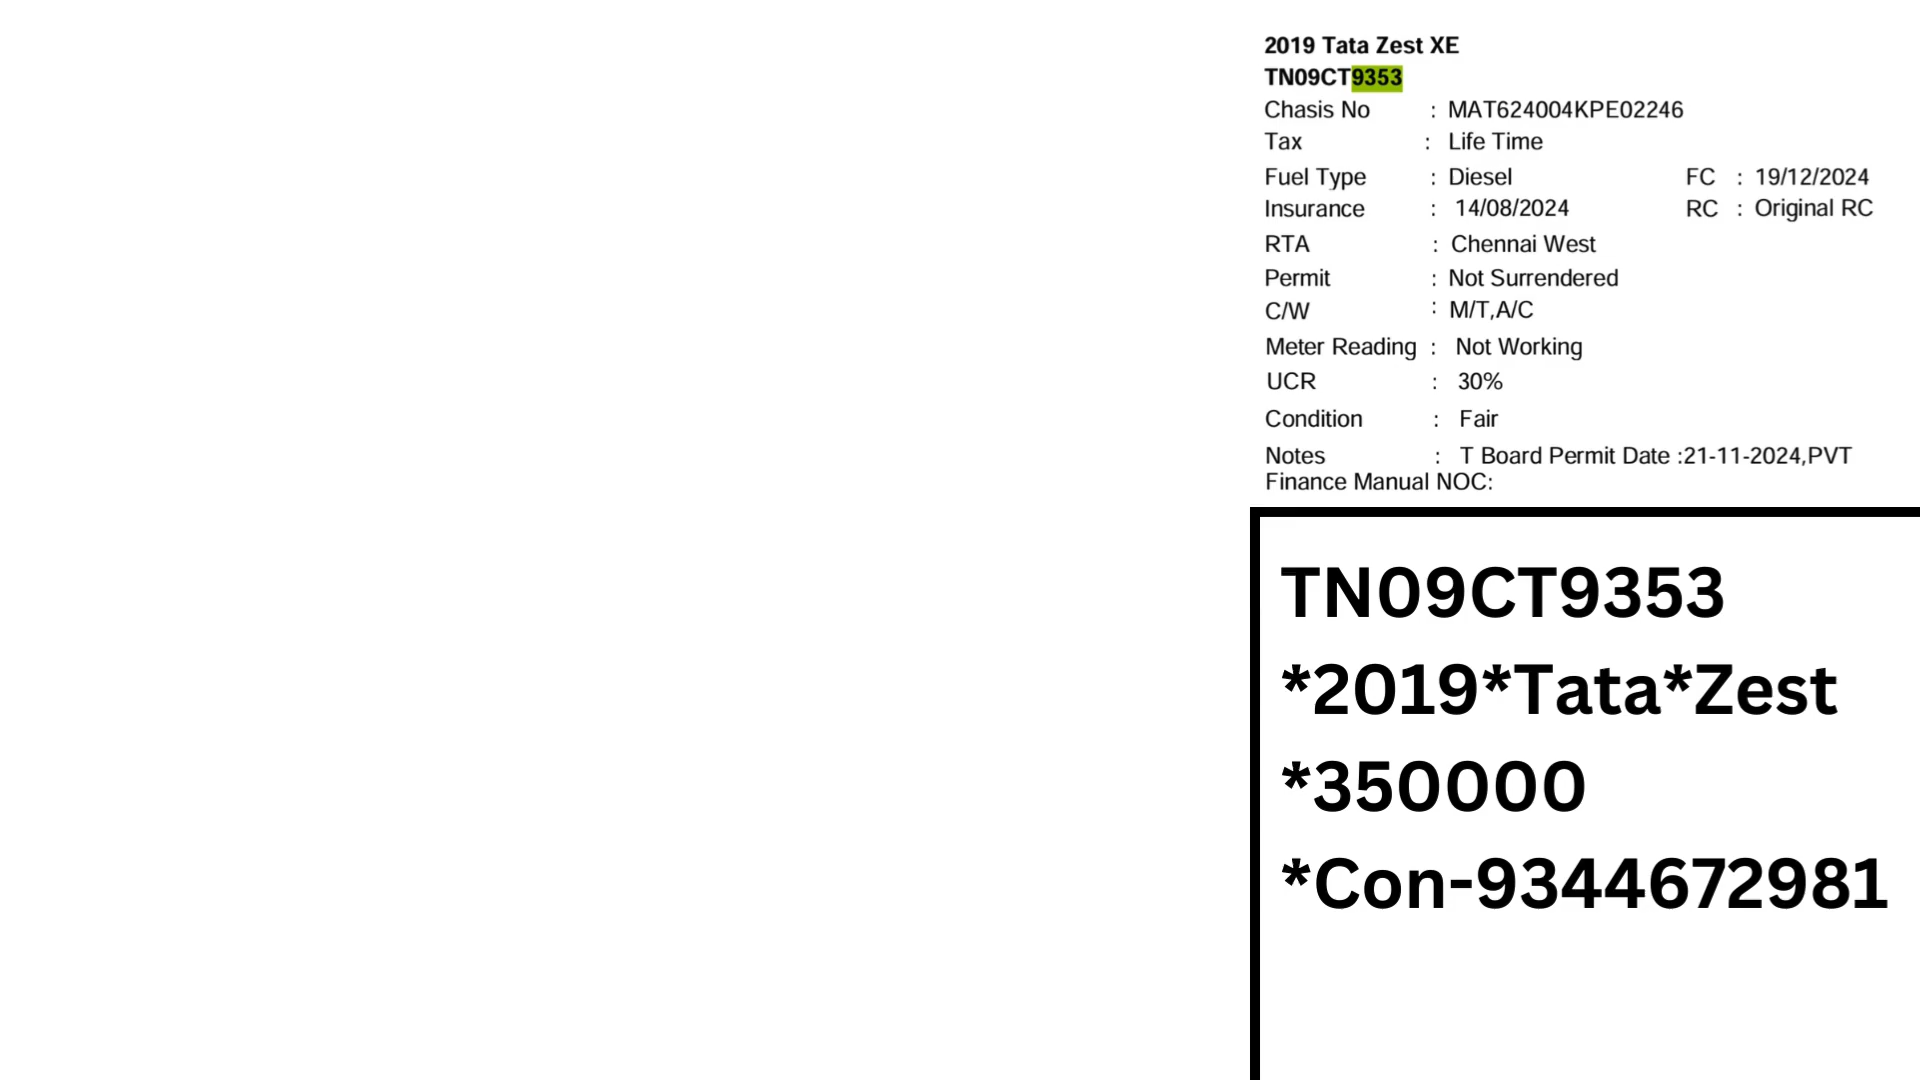 2019 Tata Zest XE
TN09CT9353
Chasis No : MAT624004KPE02246
Tax : Life Time
Fuel Type : Diesel FC : 19/12/2024
Insurance : 14/08/2024 RC : Original RC
RTA : Chennai West
Permit : Not Surrendered
C/W : M/T,A/C
Meter Reading : Not Working
UCR : 30%
Condition : Fair
Notes : T Board Permit Date :21-11-2024,PVT
Finance Manual NOC:
TN09CT9353
*2019*Tata*Zest
*350000
*Con-9344672981